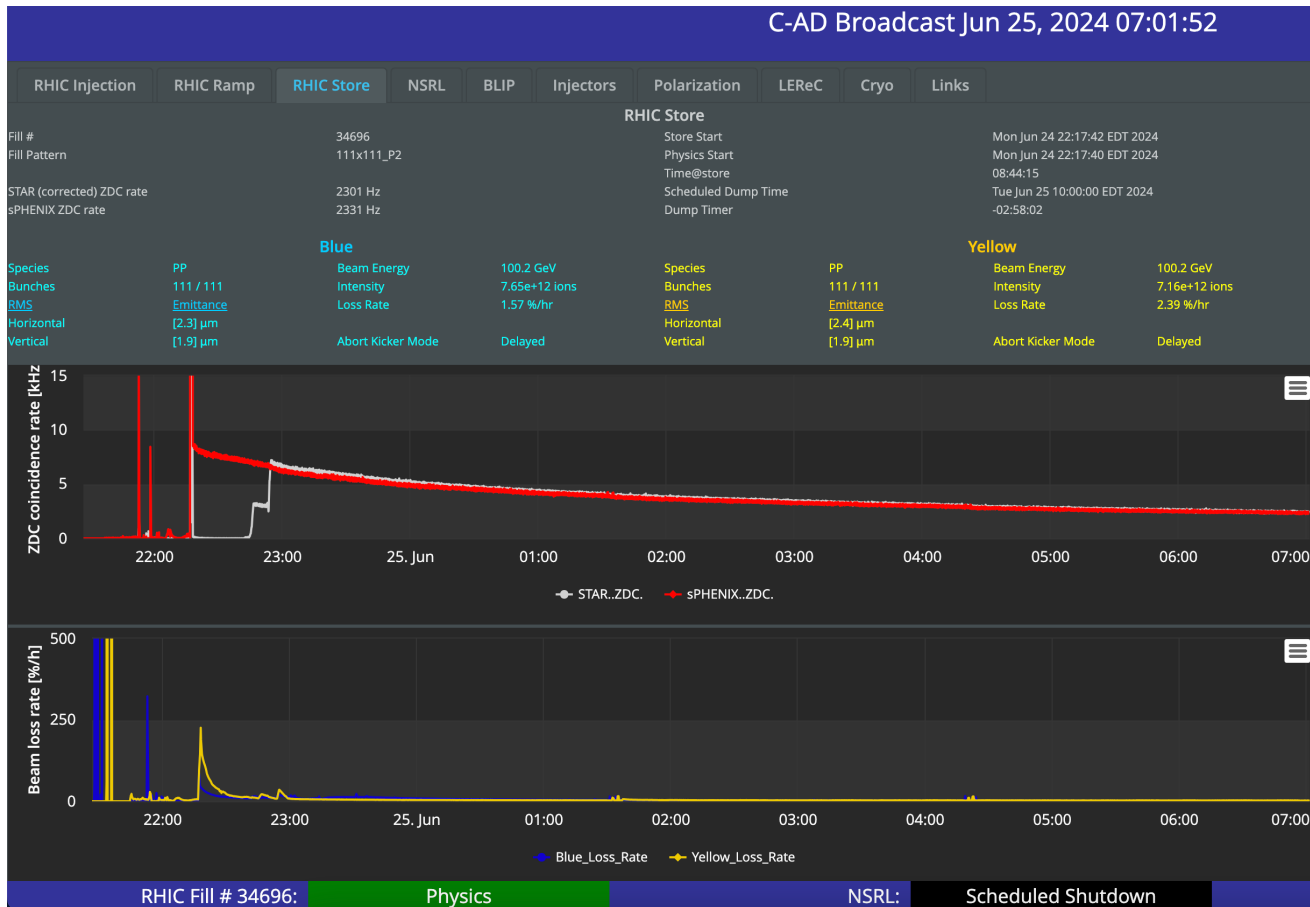 C-AD Broadcast Jun 25, 2024 07:01:52
RHIC Injection RHIC Ramp RHIC Store NSRL BLIP Injectors Polarization LEReC Cryo Links
RHIC Store
Fill # 34696 Store Start Mon Jun 24 22:17:42 EDT 2024
Fill Pattern 111x111_P2 Physics Start Mon Jun 24 22:17:40 EDT 2024
Time@store 08:44:15
STAR (corrected) ZDC rate 2301 Hz Scheduled Dump Time Tue Jun 25 10:00:00 EDT 2024
sPHENIX ZDC rate 2331 Hz Dump Timer -02:58:02
Blue Yellow
Species PP Beam Energy 100.2 GeV Species PP Beam Energy 100.2 GeV
Bunches 111 / 111 Intensity 7.65e+12 ions Bunches 111 / 111 Intensity 7.16e+12 ions
RMS Emittance Loss Rate 1.57 %/hr RMS Emittance Loss Rate 2.39 %/hr
Horizontal [2.3] μm Horizontal [2.4] μm
Vertical [1.9] μm Abort Kicker Mode Delayed Vertical [1.9] μm Abort Kicker Mode Delayed
ZDC coincidence rate [kHz
15
10
5
0
22:00 23:00 25. Jun 01:00 02:00 03:00 04:00 05:00 06:00 07:00
STAR..ZDC. sPHENIX..ZDC.
Beam loss rate [%/h]
500
250
0
22:00 23:00 25. Jun 01:00 02:00 03:00 04:00 05:00 06:00 07:00
Blue_Loss_Rate Yellow_Loss_Rate
RHIC Fill # 34696: Physics NSRL: Scheduled Shutdown